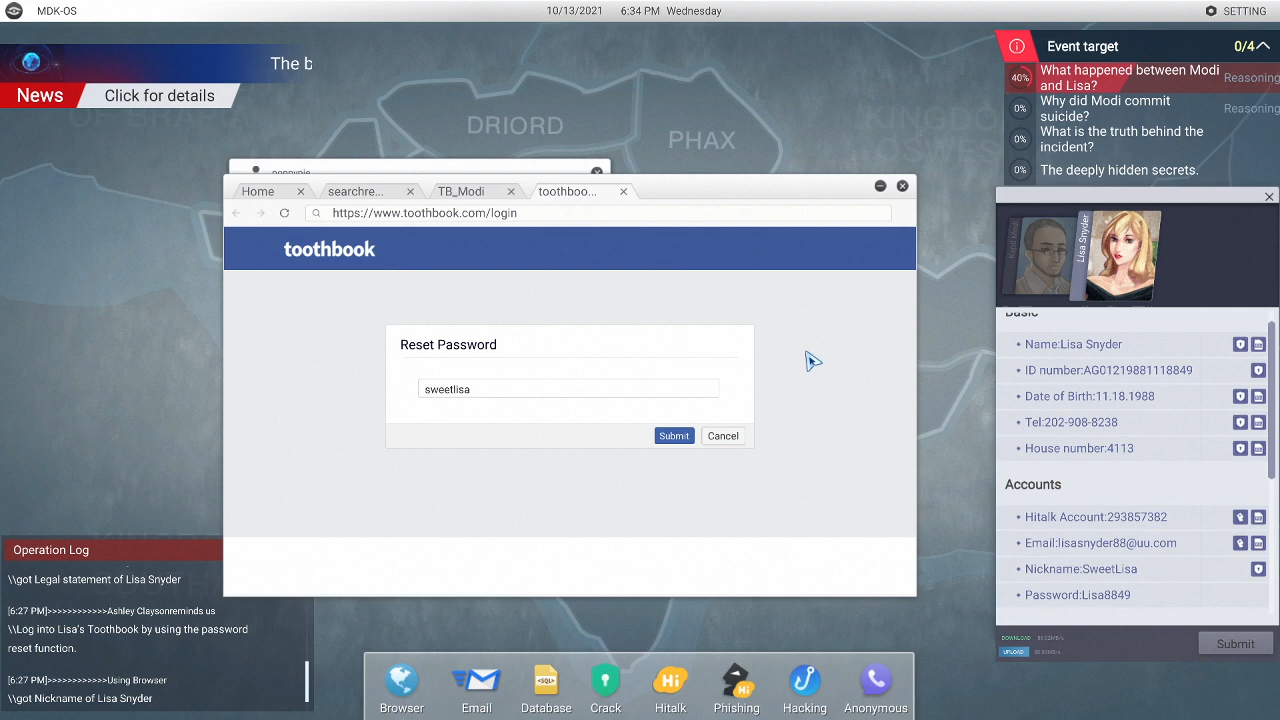 MDK-OS
10/13/2021 6:34 PM Wednesday
SETTING
The b
News
Click for details
DRIORD
PHAX
Event target
0/4
40%
What happened between Modi
and Lisa?
Reasoning
0%
Why did Modi commit
suicide?
Reasoning
0%
What is the truth behind the
incident?
0%
The deeply hidden secrets.
Home
searchre...
TB_Modi
toothboo...
https://www.toothbook.com/login
toothbook
Reset Password
sweetlisa
Submit
Cancel
Lisa Snyder
Basic
• Name:Lisa Snyder
• ID number:AG01219881118849
• Date of Birth:11.18.1988
• Tel:202-908-8238
• House number:4113
Accounts
• Hitalk Account:293857382
• Email:lisasnyder88@uu.com
• Nickname:SweetLisa
• Password:Lisa8849
DOWNLOAD
UPLOAD
Submit
Operation Log
\\got Legal statement of Lisa Snyder
[6:27 PM]>>>>>>>>>>>>Ashley Claysonreminds us
\\Log into Lisa's Toothbook by using the password
reset function.
[6:27 PM]>>>>>>>>>>>>Using Browser
\\got Nickname of Lisa Snyder
Browser
Email
<SQL>
Database
Crack
Hi
Hitalk
Hi
Phishing
Hacking
Anonymous